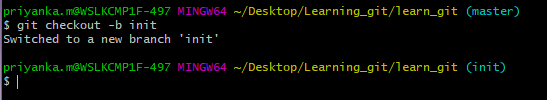 priyanka.m@WSLKCMP1F-497 MINGW64 ~/Desktop/Learning_git/learn_git (master)
$ git checkout -b init
Switched to a new branch 'init'
priyanka.m@WSLKCMP1F-497 MINGW64 ~/Desktop/Learning_git/learn_git (init)
$